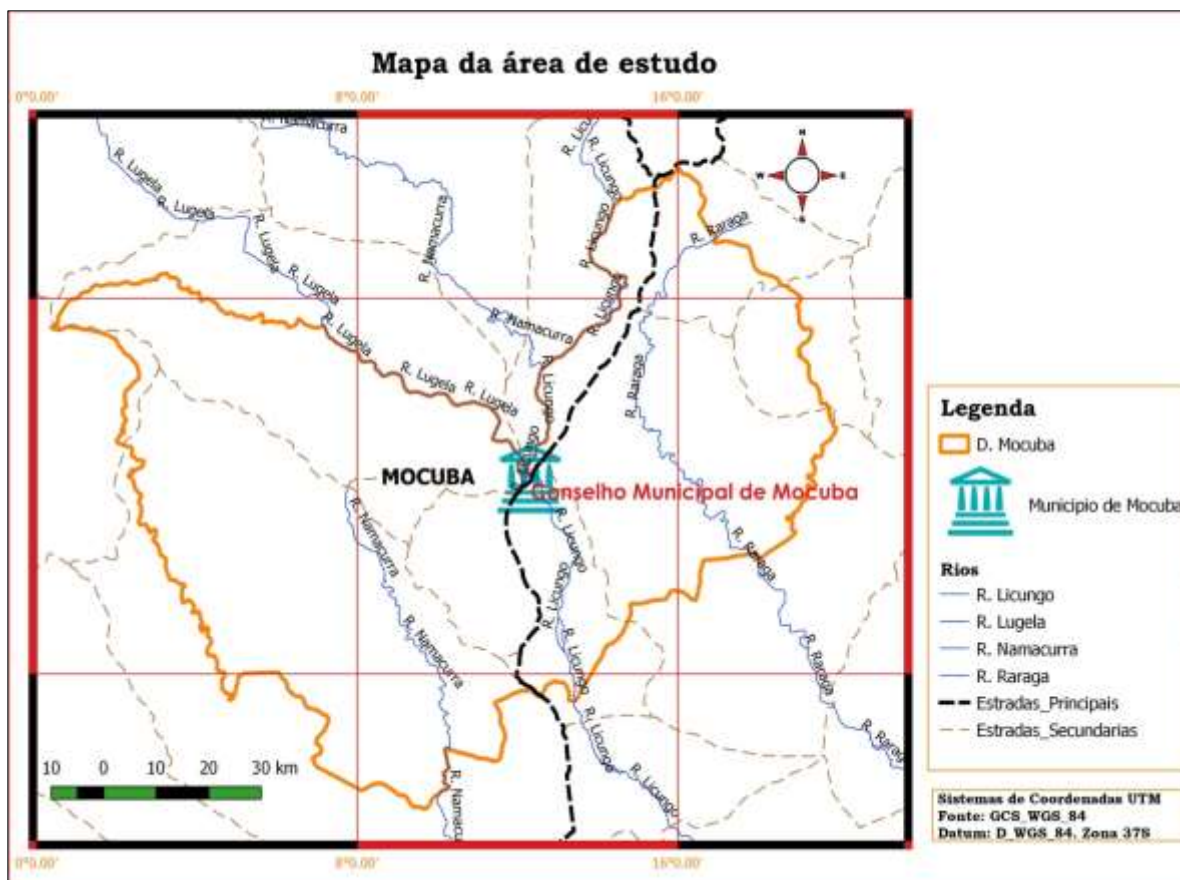 Mapa da área de estudo
0°0.00'
8°0.00'
16°0.00'
R. Namacurra
R. Licungo
R. Licungo
R. Lugela
R. Lugela
R. Lugela
R. Namacurra
R. Licungo
R. Raraga
N
W
E
S
R. Lugela
R. Licungo
R. Lugela
R. Namacurra
R. Lugela
R. Lugela
R. Licungo
R. Raraga
MOCUBA
Conselho Municipal de Mocuba
R. Namacurra
R. Licungo
R. Licungo
R. Raraga
R. Namacurra
R. Licungo
R. Raraga
R. Licungo
R. Raraga
R. Namacu
R. Licungo
10 0 10 20 30 km
0°0.00'
8°0.00'
16°0.00'
Legenda
D. Mocuba
Municipio de Mocuba
Rios
R. Licungo
R. Lugela
R. Namacurra
R. Raraga
Estradas_Principais
Estradas_Secundarias
Sistemas de Coordenadas UTM
Fonte: GCS_WGS_84
Datum: D_WGS_84, Zona 37S